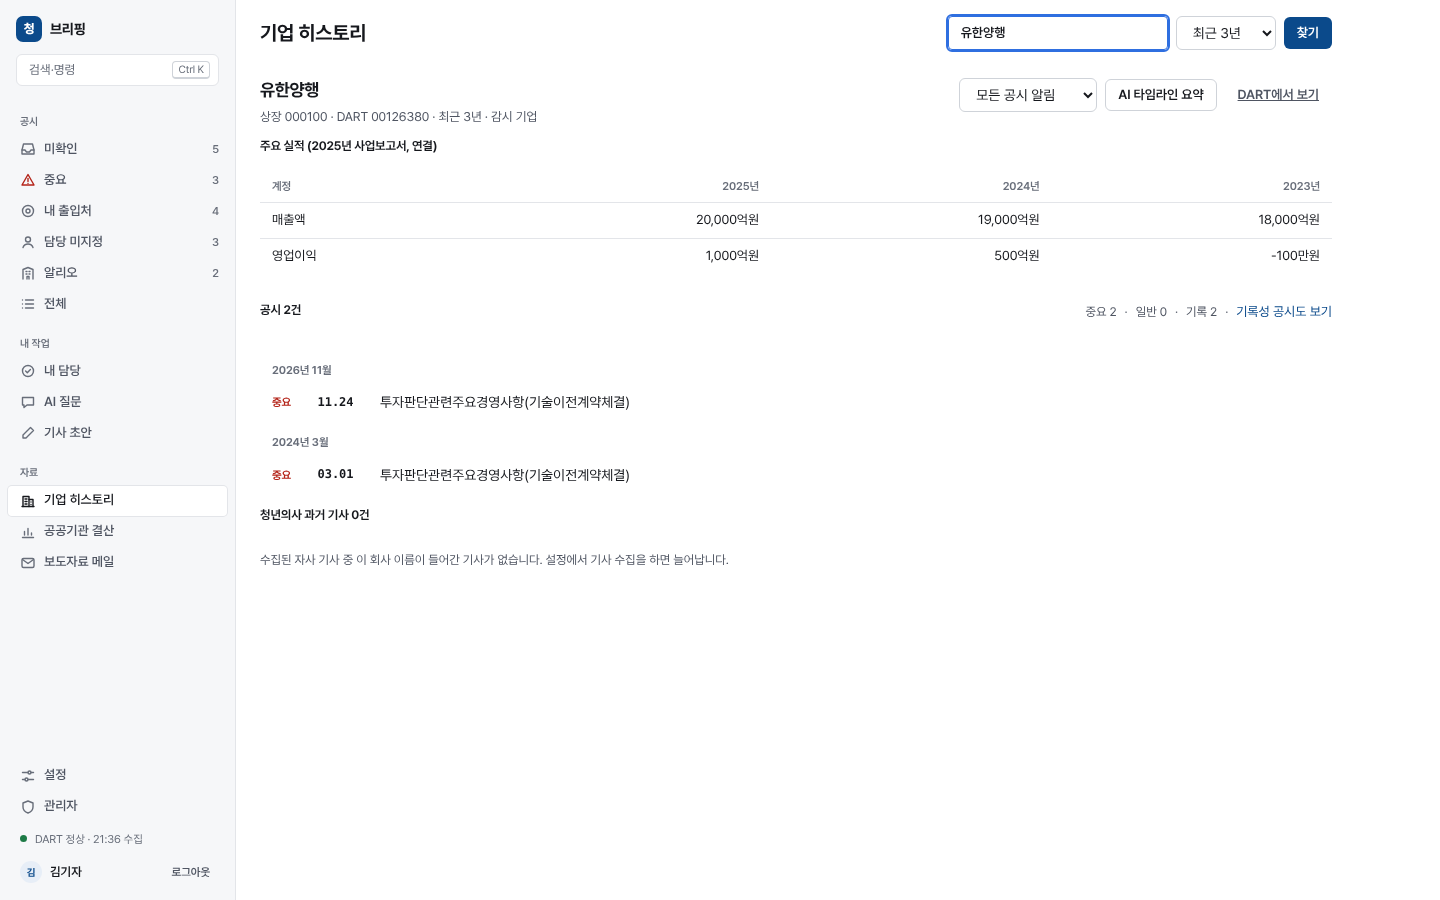 청 브리핑
검색·명령 Ctrl K
공시
미확인 5
중요 3
내 출입처 4
담당 미지정 3
알리오 2
전체
내 작업
내 담당
AI 질문
기사 초안
자료
기업 히스토리
공공기관 결산
보도자료 메일
설정
관리자
DART 정상 · 21:36 수집
김 김기자 로그아웃
기업 히스토리 유한양행 최근 3년 찾기
유한양행 모든 공시 알림 AI 타임라인 요약 DART에서 보기
상장 000100 · DART 00126380 · 최근 3년 · 감시 기업
주요 실적 (2025년 사업보고서, 연결)
계정 2025년 2024년 2023년
매출액 20,000억원 19,000억원 18,000억원
영업이익 1,000억원 500억원 -100만원
공시 2건 중요 2 · 일반 0 · 기록 2 · 기록성 공시도 보기
2026년 11월
중요 11.24 투자판단관련주요경영사항(기술이전계약체결)
2024년 3월
중요 03.01 투자판단관련주요경영사항(기술이전계약체결)
청년의사 과거 기사 0건
수집된 자사 기사 중 이 회사 이름이 들어간 기사가 없습니다. 설정에서 기사 수집을 하면 늘어납니다.